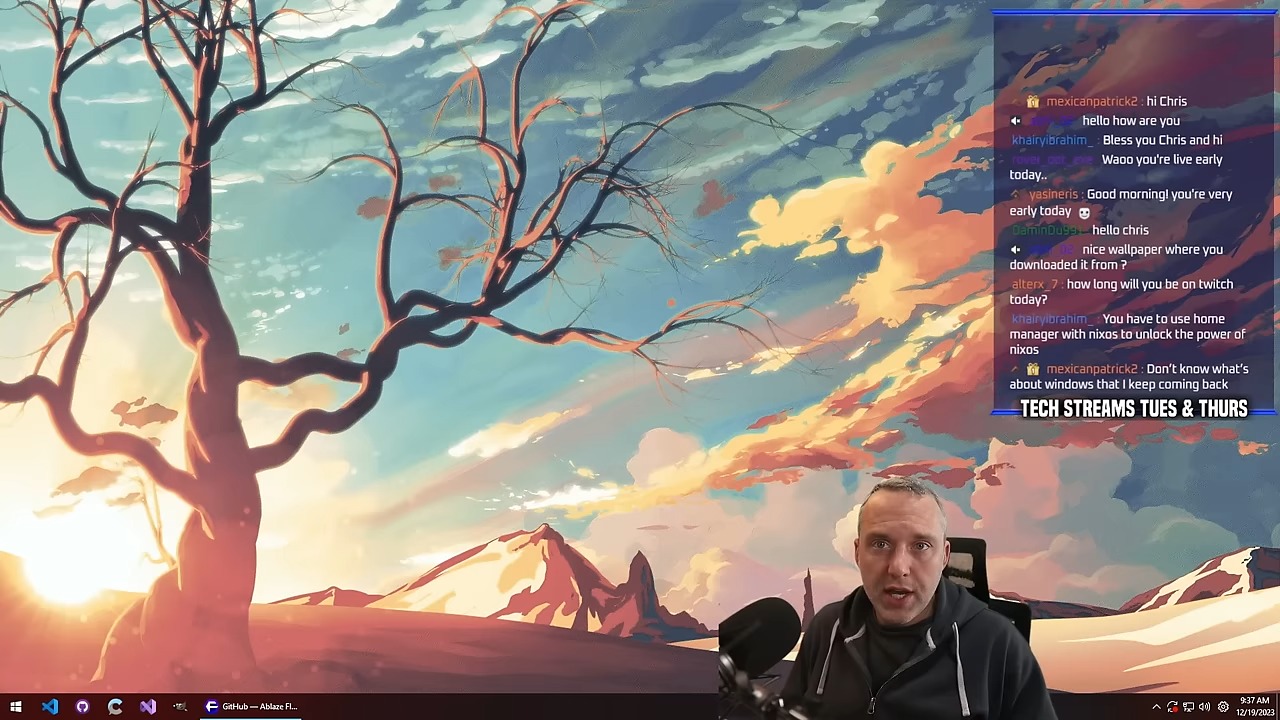 mexicanpatrick2 : hi Chris
hello how are you
khairyibrahim_ : Bless you Chris and hi
Waoo you're live early
today..
yasineris : Good morning! you're very
early today
hello chris
nice wallpaper where you
downloaded it from ?
alterx_7 : how long will you be on twitch
today?
khairyibrahim_ : You have to use home
manager with nixos to unlock the power of
nixos
mexicanpatrick2 : Don't know what's
about windows that I keep coming back
TECH STREAMS TUES & THURS
GitHub — Ablaze Fl...
9:37 AM
12/19/2023